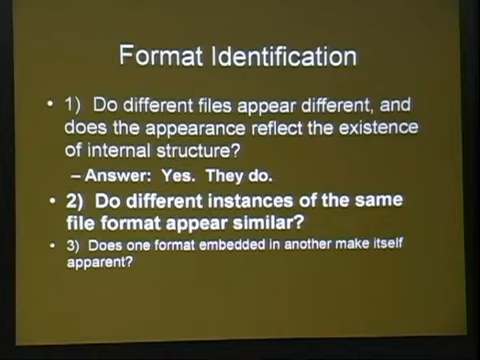 Format Identification
• 1) Do different files appear different, and
does the appearance reflect the existence
of internal structure?
– Answer: Yes. They do.
• 2) Do different instances of the same
file format appear similar?
• 3) Does one format embedded in another make itself
apparent?